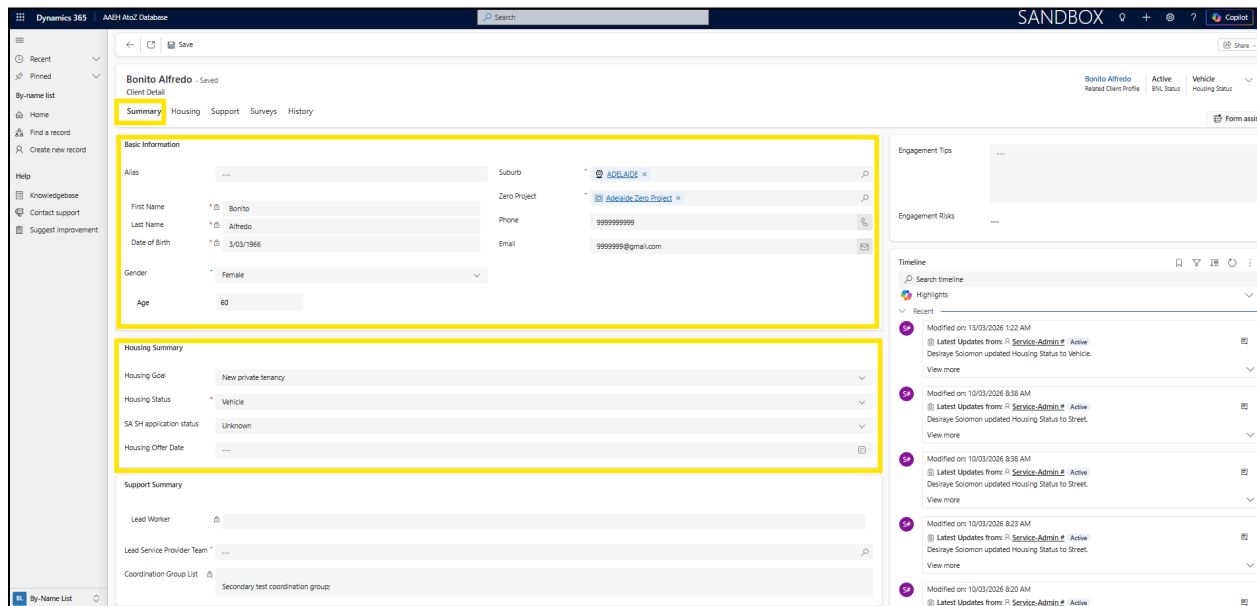 Dynamics 365
AAEH AtoZ Database
Search
SANDBOX
Copilot
Save
Share
Recent
Pinned
By-name list
Home
Find a record
Create new record
Help
Knowledgebase
Contact support
Suggest improvement
BL By-Name List
Bonito Alfredo - Saved
Client Detail
Bonito Alfredo
Related Client Profile
Active
BNL Status
Vehicle
Housing Status
Summary Housing Support Surveys History
Form assis
Basic Information
Alias ---
First Name * Bonito
Last Name * Alfredo
Date of Birth * 3/03/1966
Gender * Female
Age 60
Suburb * ADELAIDE ×
Zero Project * Adelaide Zero Project ×
Phone 9999999999
Email 9999999@gmail.com
Housing Summary
Housing Goal New private tenancy
Housing Status * Vehicle
SA SH application status Unknown
Housing Offer Date ---
Support Summary
Lead Worker
Lead Service Provider Team * ---
Coordination Group List Secondary test coordination group;
Engagement Tips ---
Engagement Risks ---
Timeline
Search timeline
Highlights
Recent
S#
Modified on: 13/03/2026 1:22 AM
Latest Updates from: Service-Admin # Active
Desiraye Solomon updated Housing Status to Vehicle.
View more
S#
Modified on: 10/03/2026 8:38 AM
Latest Updates from: Service-Admin # Active
Desiraye Solomon updated Housing Status to Street.
View more
S#
Modified on: 10/03/2026 8:38 AM
Latest Updates from: Service-Admin # Active
Desiraye Solomon updated Housing Status to Street.
View more
S#
Modified on: 10/03/2026 8:23 AM
Latest Updates from: Service-Admin # Active
Desiraye Solomon updated Housing Status to Street.
View more
S#
Modified on: 10/03/2026 8:20 AM
Latest Updates from: Service-Admin # Active